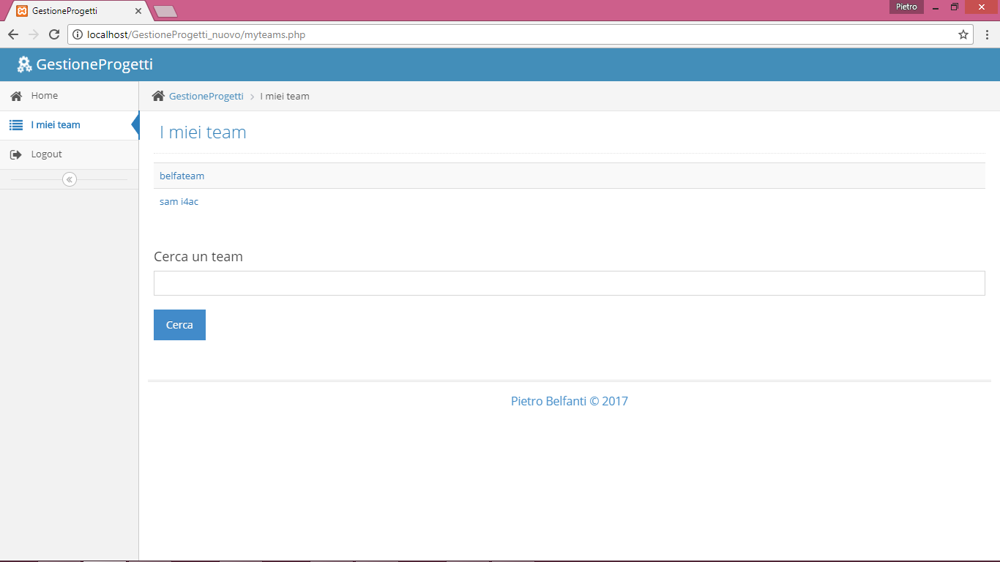 GestioneProgetti
Pietro
localhost/GestioneProgetti_nuovo/myteams.php
GestioneProgetti
Home
GestioneProgetti > I miei team
I miei team
I miei team
Logout
belfateam
sam i4ac
Cerca un team
Cerca
Pietro Belfanti © 2017